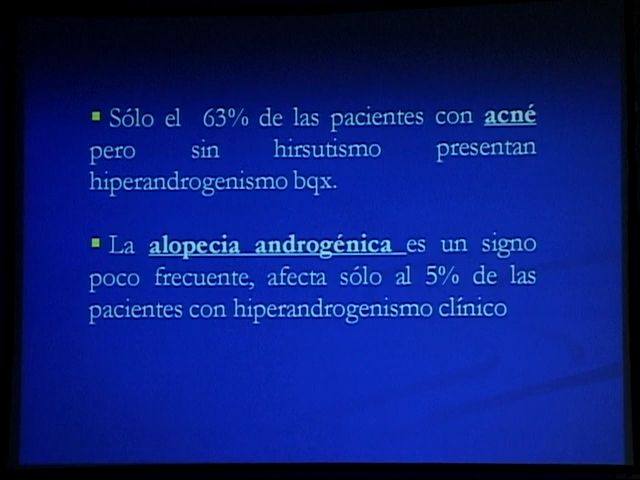 ▪ Sólo el 63% de las pacientes con acné
pero sin hirsutismo presentan
hiperandrogenismo bqx.
▪ La alopecia androgénica es un signo
poco frecuente, afecta sólo al 5% de las
pacientes con hiperandrogenismo clínico